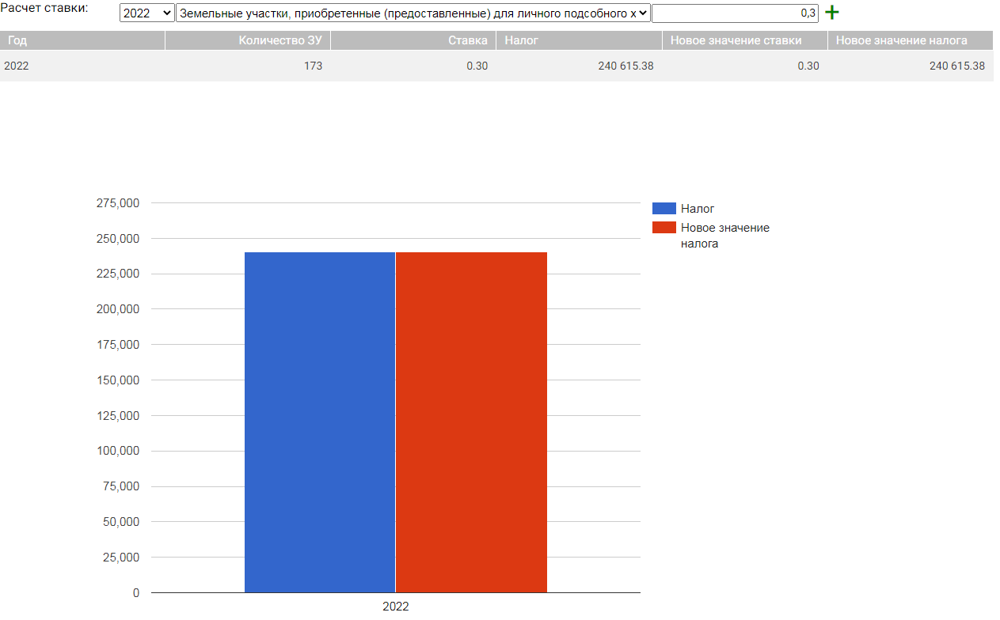 Расчет ставки: 2022 Земельные участки, приобретенные (предоставленные) для личного подсобного х 0,3
Год Количество ЗУ Ставка Налог Новое значение ставки Новое значение налога
2022 173 0.30 240 615.38 0.30 240 615.38
275,000
250,000
225,000
200,000
175,000
150,000
125,000
100,000
75,000
50,000
25,000
0
2022
Налог
Новое значение
налога